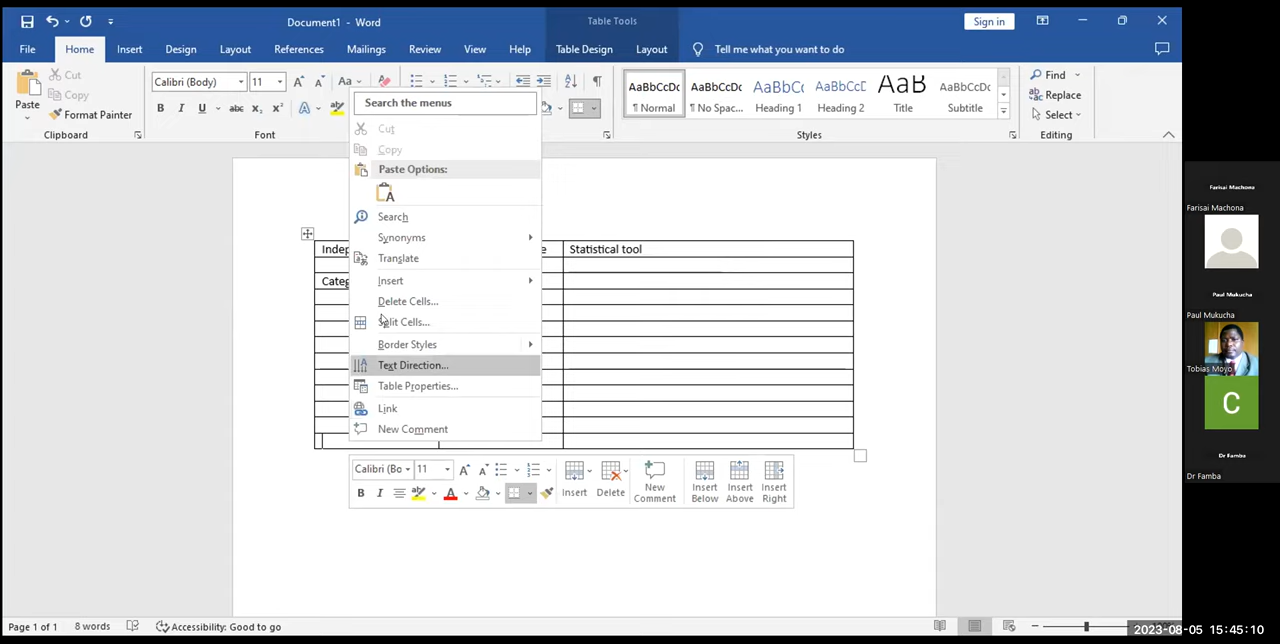 Document1 - Word
Table Tools
Sign in
File
Home
Insert
Design
Layout
References
Mailings
Review
View
Help
Table Design
Layout
Tell me what you want to do
Paste
Cut
Copy
Format Painter
Clipboard
Calibri (Body)
11
Font
AaBbCcDc
¶ Normal
AaBbCcDc
¶ No Spac...
AaBbCc
Heading 1
AaBbCcC
Heading 2
AaB
Title
AaBbCcDc
Subtitle
Styles
Find
Replace
Select
Editing
Search the menus
Cut
Copy
Paste Options:
Search
Synonyms
Translate
Insert
Delete Cells...
Split Cells...
Border Styles
Text Direction...
Table Properties...
Link
New Comment
Statistical tool
Calibri (Bo
11
Insert
Delete
New Comment
Insert Below
Insert Above
Insert Right
Farisai Machona
Farisai Machona
Paul Mukucha
Paul Mukucha
Tobias Moyo
C
Dr Famba
Dr Famba
Page 1 of 1
8 words
Accessibility: Good to go
2023-08-05 15:45:10